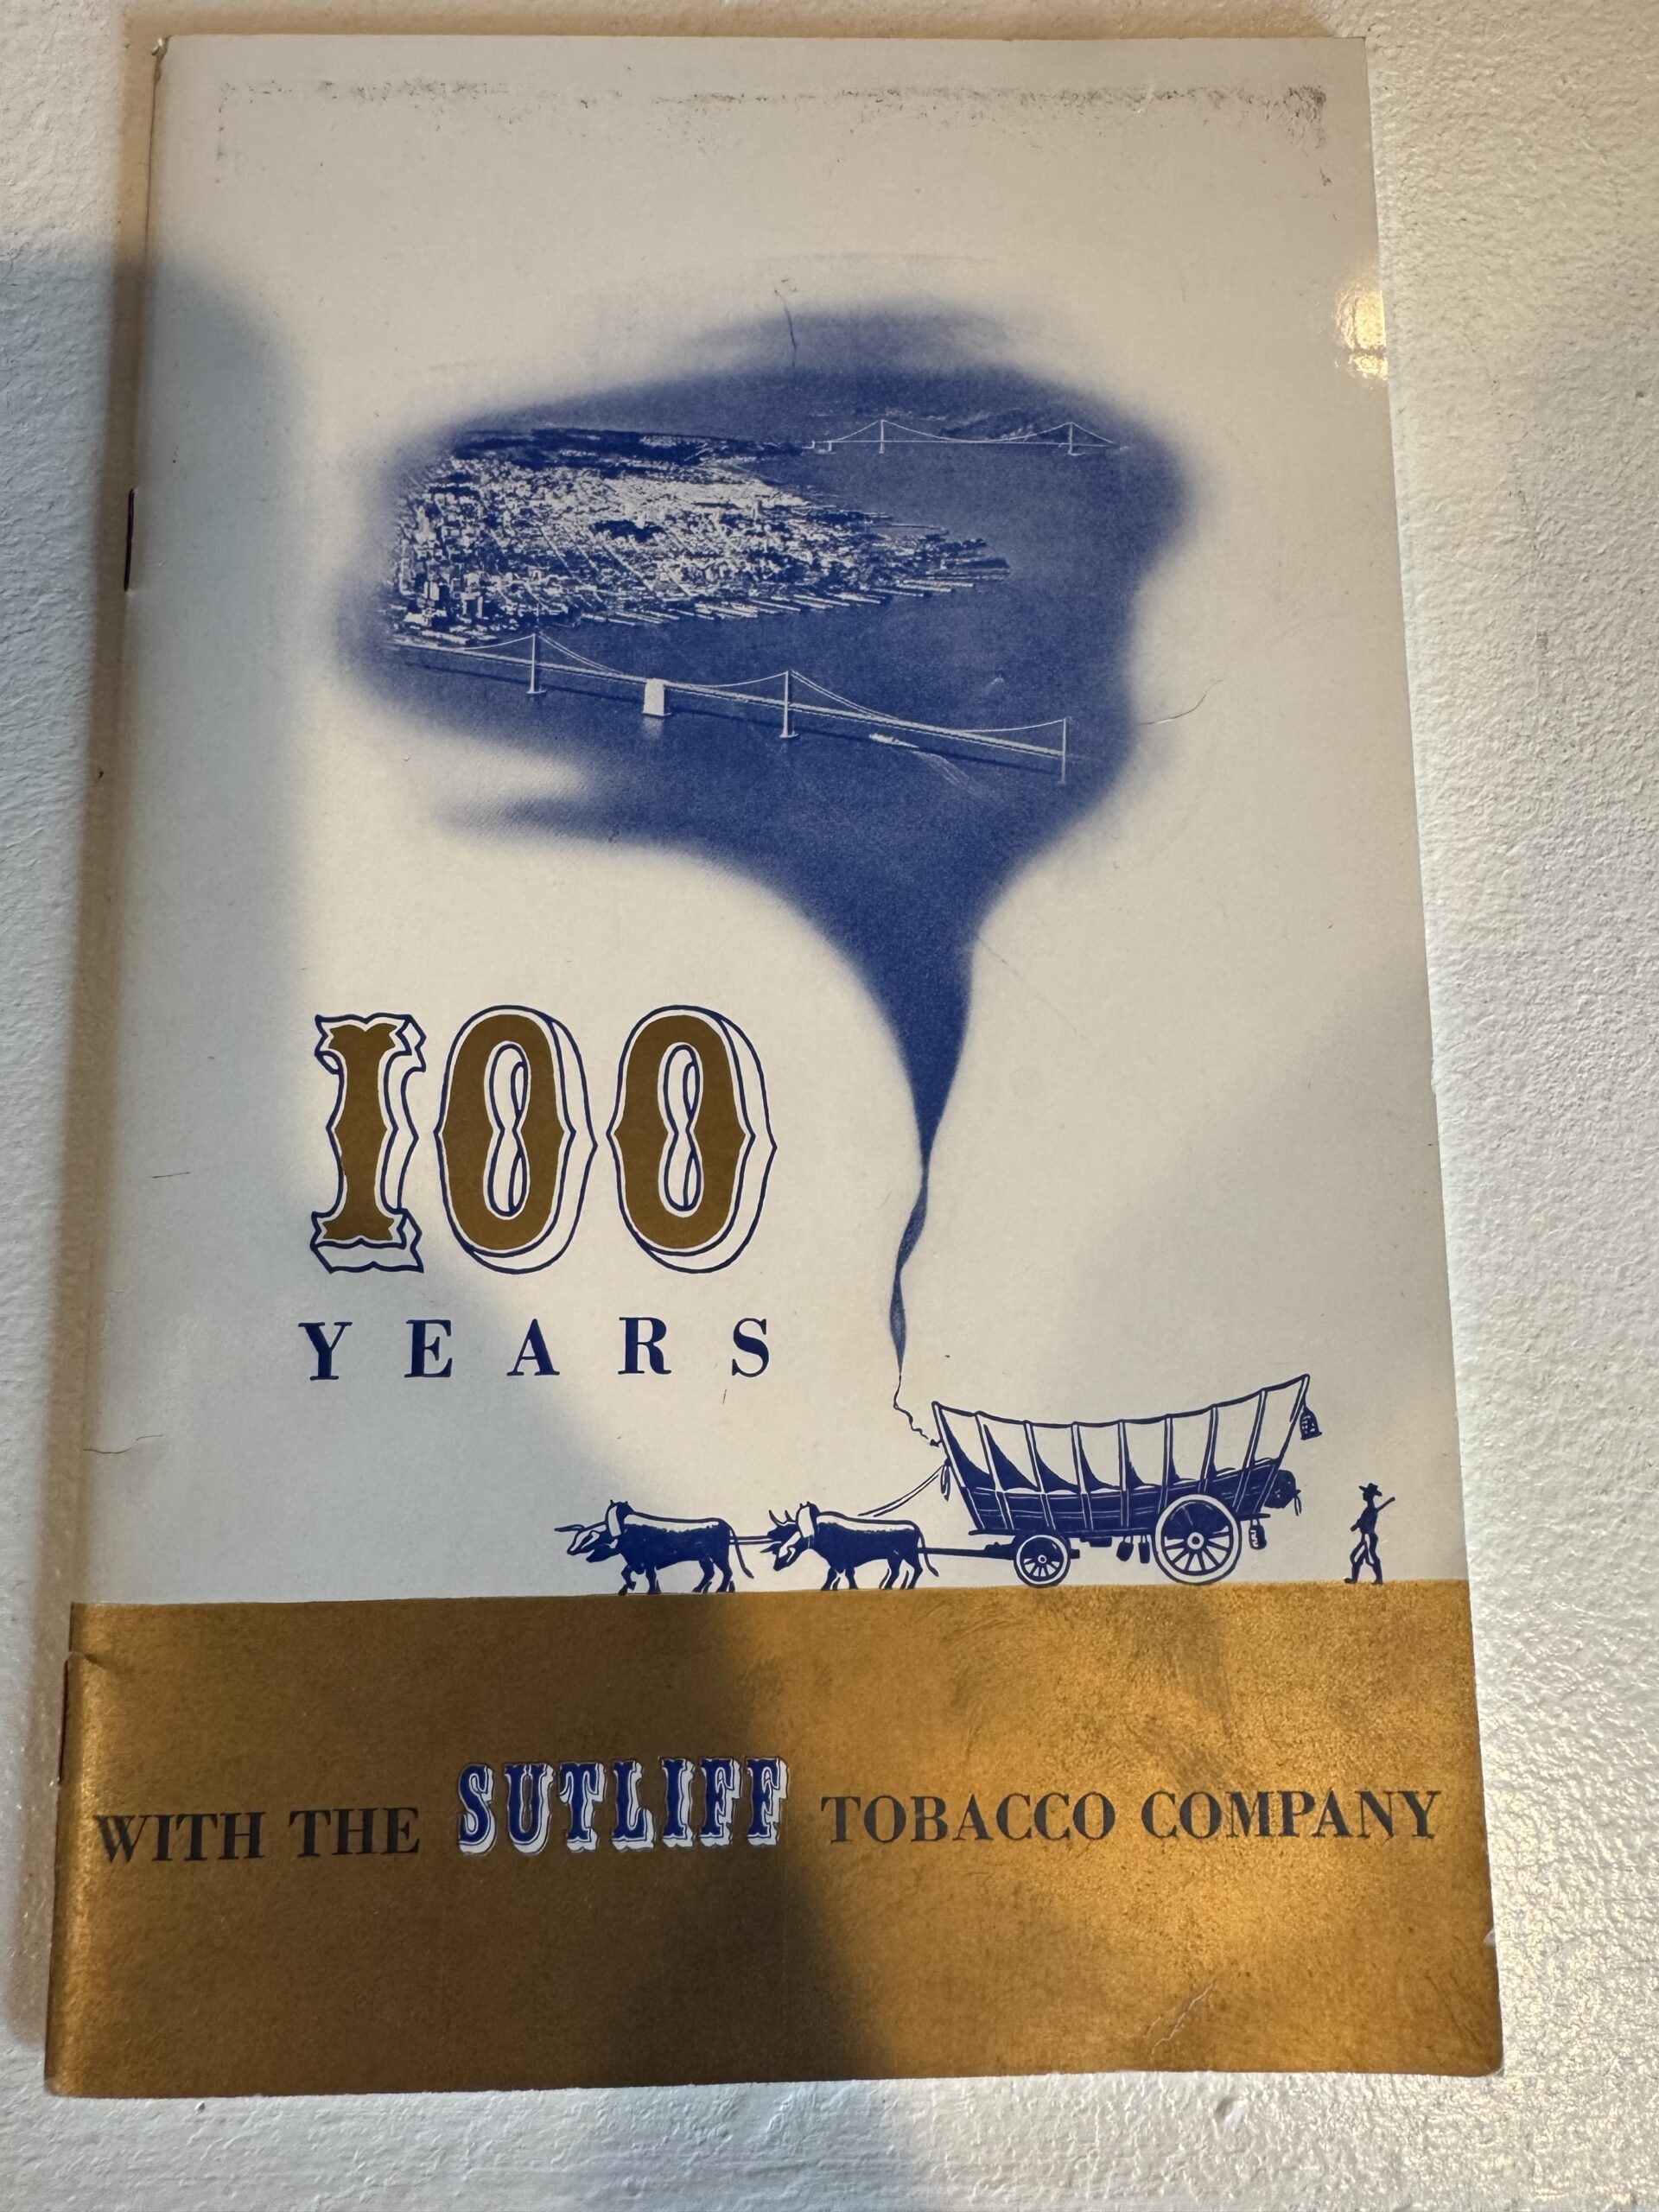 100
YEARS
WITH THE SUTLIFF TOBACCO COMPANY